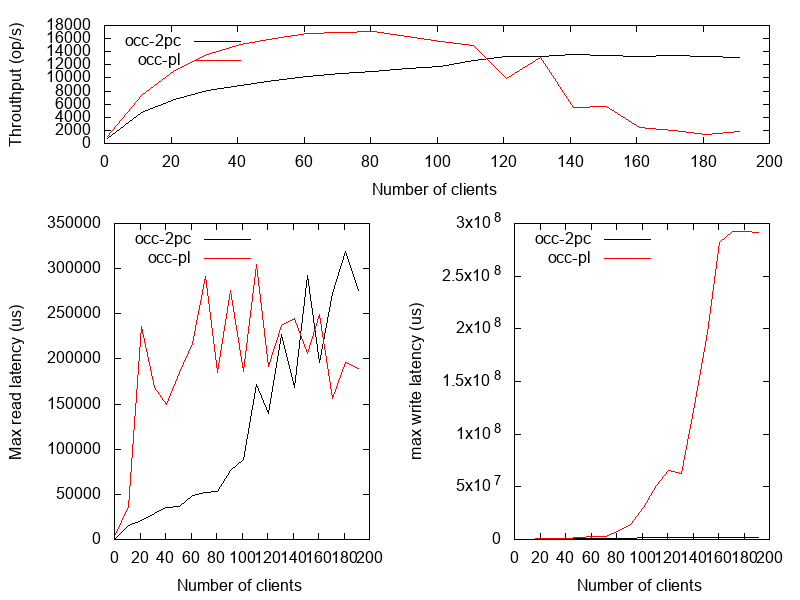 Throuthput (op/s)
18000
16000
14000
12000
10000
8000
6000
4000
2000
0
occ-2pc
occ-pl
0 20 40 60 80 100 120 140 160 180 200
Number of clients
Max read latency (us)
350000
300000
250000
200000
150000
100000
50000
0
occ-2pc
occ-pl
0 20 40 60 80 100 120 140 160 180 200
Number of clients
max write latency (us)
3x10^8
2.5x10^8
2x10^8
1.5x10^8
1x10^8
5x10^7
0
occ-2pc
occ-pl
0 20 40 60 80 100 120 140 160 180 200
Number of clients